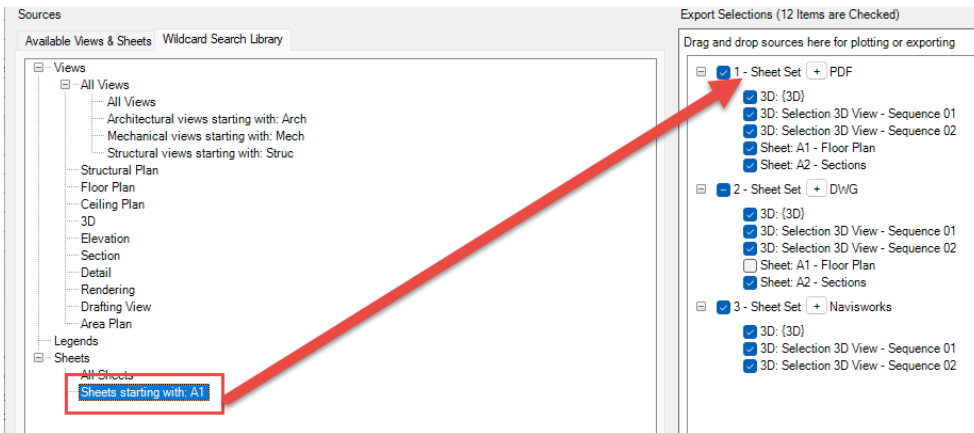 Sources
Available Views & Sheets
Wildcard Search Library
Views
All Views
All Views
Architectural views starting with: Arch
Mechanical views starting with: Mech
Structural views starting with: Struc
Structural Plan
Floor Plan
Ceiling Plan
3D
Elevation
Section
Detail
Rendering
Drafting View
Area Plan
Legends
Sheets
All Sheets
Sheets starting with: A1
Export Selections (12 Items are Checked)
Drag and drop sources here for plotting or exporting
1 - Sheet Set + PDF
3D: {3D}
3D: Selection 3D View - Sequence 01
3D: Selection 3D View - Sequence 02
Sheet: A1 - Floor Plan
Sheet: A2 - Sections
2 - Sheet Set + DWG
3D: {3D}
3D: Selection 3D View - Sequence 01
3D: Selection 3D View - Sequence 02
Sheet: A1 - Floor Plan
Sheet: A2 - Sections
3 - Sheet Set + Navisworks
3D: {3D}
3D: Selection 3D View - Sequence 01
3D: Selection 3D View - Sequence 02